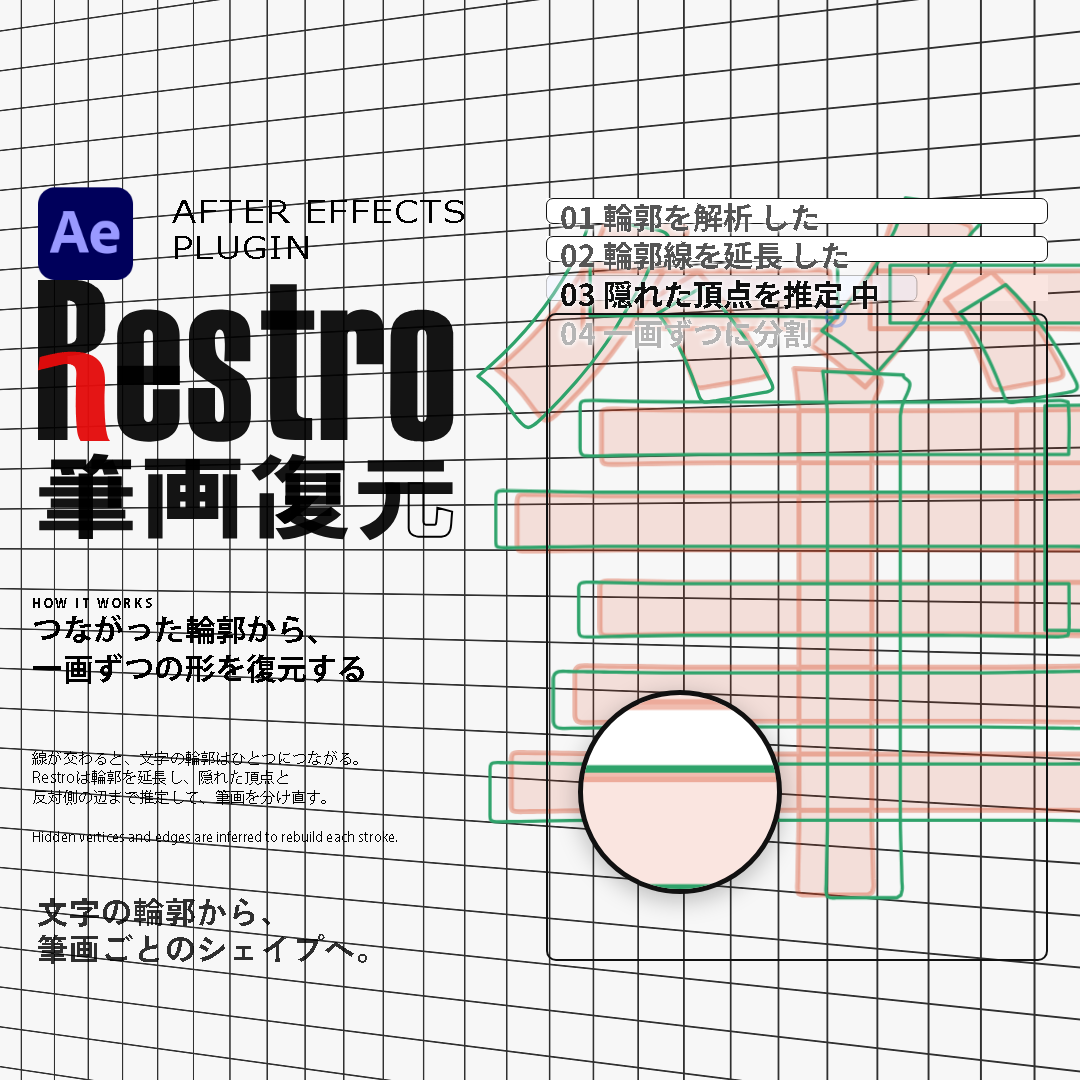 Ae
AFTER EFFECTS
PLUGIN
Restro
筆画復元
HOW IT WORKS
つながった輪郭から、
一画ずつの形を復元する
線が交わると、文字の輪郭はひとつにつながる。
Restroは輪郭を延長し、隠れた頂点と
反対側の辺まで推定して、筆画を分け直す。
Hidden vertices and edges are inferred to rebuild each stroke.
文字の輪郭から、
筆画ごとのシェイプへ。
01 輪郭を解析 した
02 輪郭線を延長 した
03 隠れた頂点を推定 中
04 一画ずつに分割